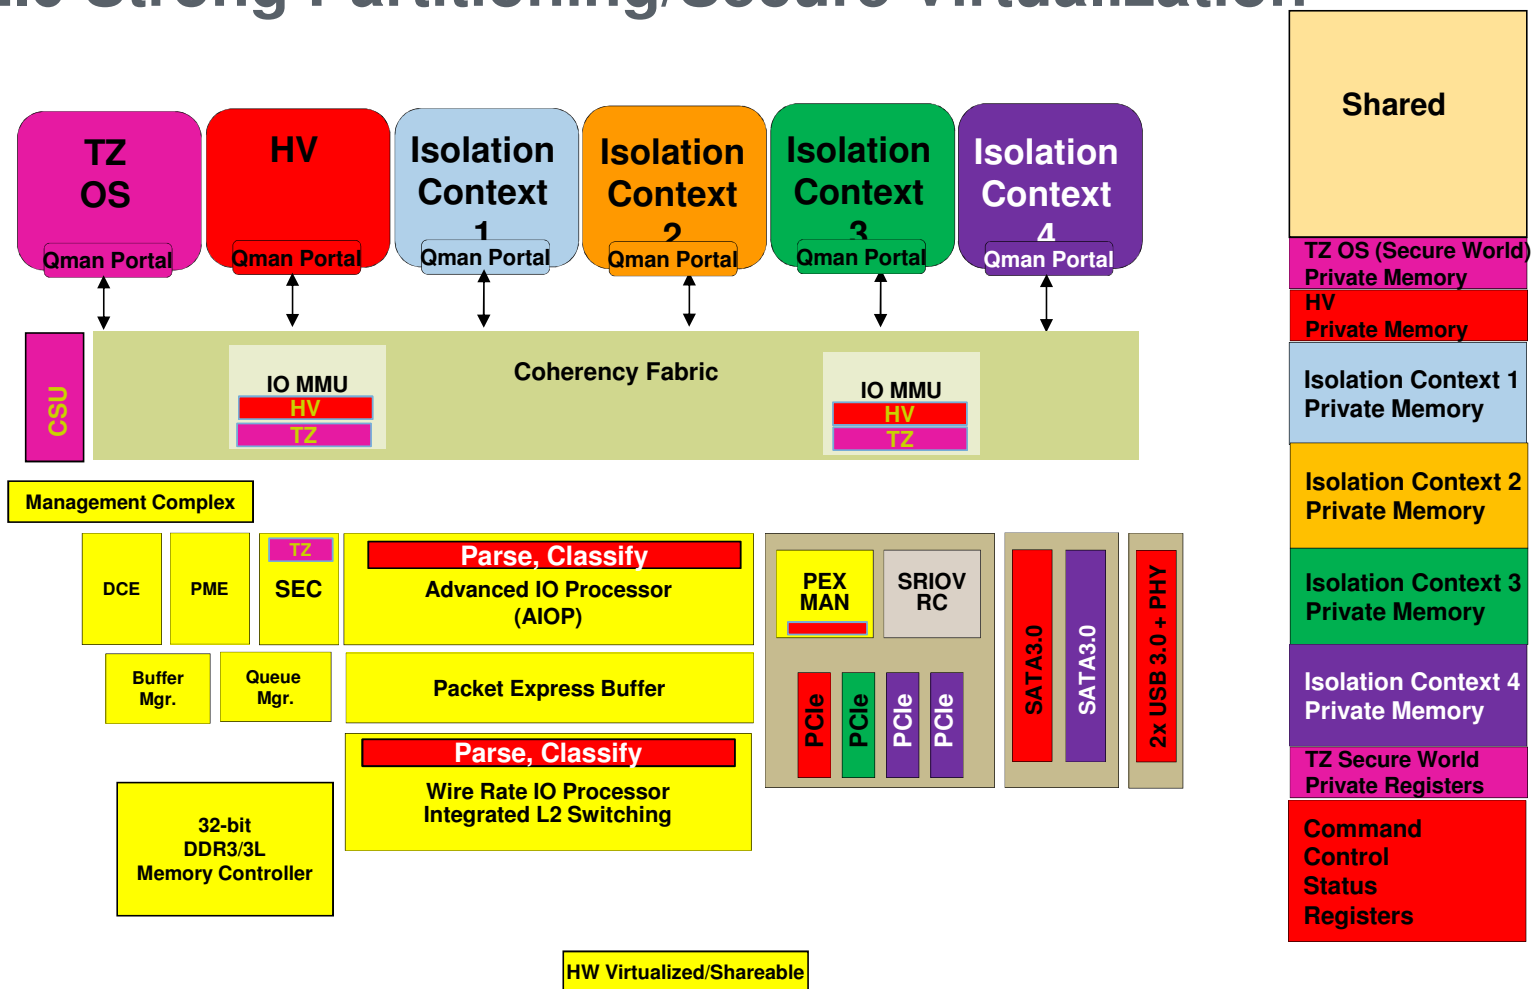 Strong Partitioning/Secure Virtualization
Shared
TZ
OS
HV
Isolation
Context
1
Isolation
Context
2
Isolation
Context
3
Isolation
Context
4
Qman Portal
Qman Portal
Qman Portal
Qman Portal
Qman Portal
Qman Portal
TZ OS (Secure World)
Private Memory
HV
Private Memory
CSU
IO MMU
HV
TZ
Coherency Fabric
IO MMU
HV
TZ
Isolation Context 1
Private Memory
Isolation Context 2
Private Memory
Management Complex
DCE
PME
TZ
SEC
Parse, Classify
Advanced IO Processor
(AIOP)
PEX
MAN
SRIOV
RC
SATA3.0
SATA3.0
2x USB 3.0 + PHY
Isolation Context 3
Private Memory
Buffer
Mgr.
Queue
Mgr.
Packet Express Buffer
PCIe
PCIe
PCIe
PCIe
Isolation Context 4
Private Memory
Parse, Classify
Wire Rate IO Processor
Integrated L2 Switching
TZ Secure World
Private Registers
32-bit
DDR3/3L
Memory Controller
Command
Control
Status
Registers
HW Virtualized/Shareable